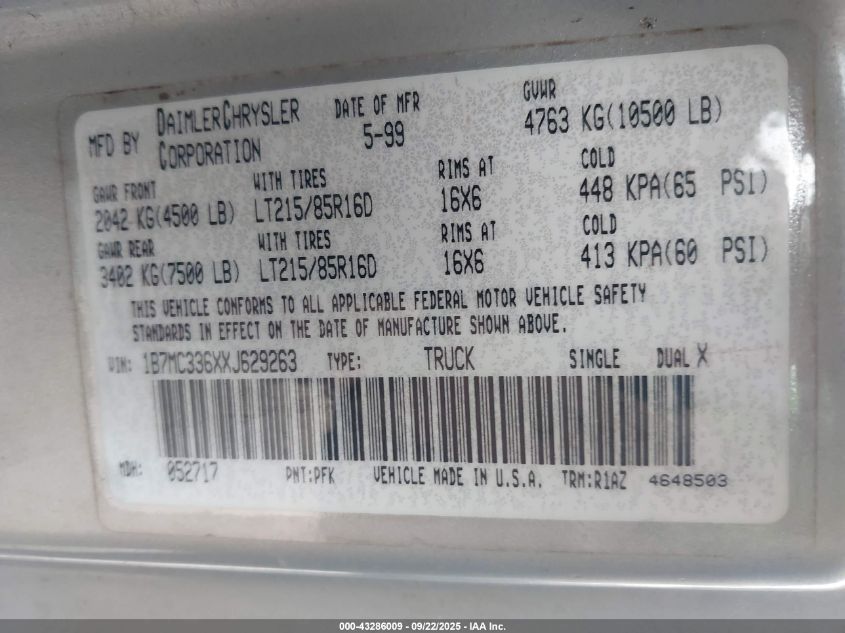 MFD BY DAIMLERCHRYSLER CORPORATION DATE OF MFR 5-99 GVWR 4763 KG(10500 LB)
GAWR FRONT WITH TIRES RIMS AT COLD
2042 KG(4500 LB) LT215/85R16D 16X6 448 KPA(65 PSI)
GAWR REAR WITH TIRES RIMS AT COLD
3402 KG(7500 LB) LT215/85R16D 16X6 413 KPA(60 PSI)
THIS VEHICLE CONFORMS TO ALL APPLICABLE FEDERAL MOTOR VEHICLE SAFETY
STANDARDS IN EFFECT ON THE DATE OF MANUFACTURE SHOWN ABOVE.
VIN: 1B7MC336XXJ629263 TYPE: TRUCK SINGLE DUAL X
MDH: 052717 PNT:PFK VEHICLE MADE IN U.S.A. TRM:R1AZ 4648503
000-43286009 - 09/22/2025 - IAA Inc.